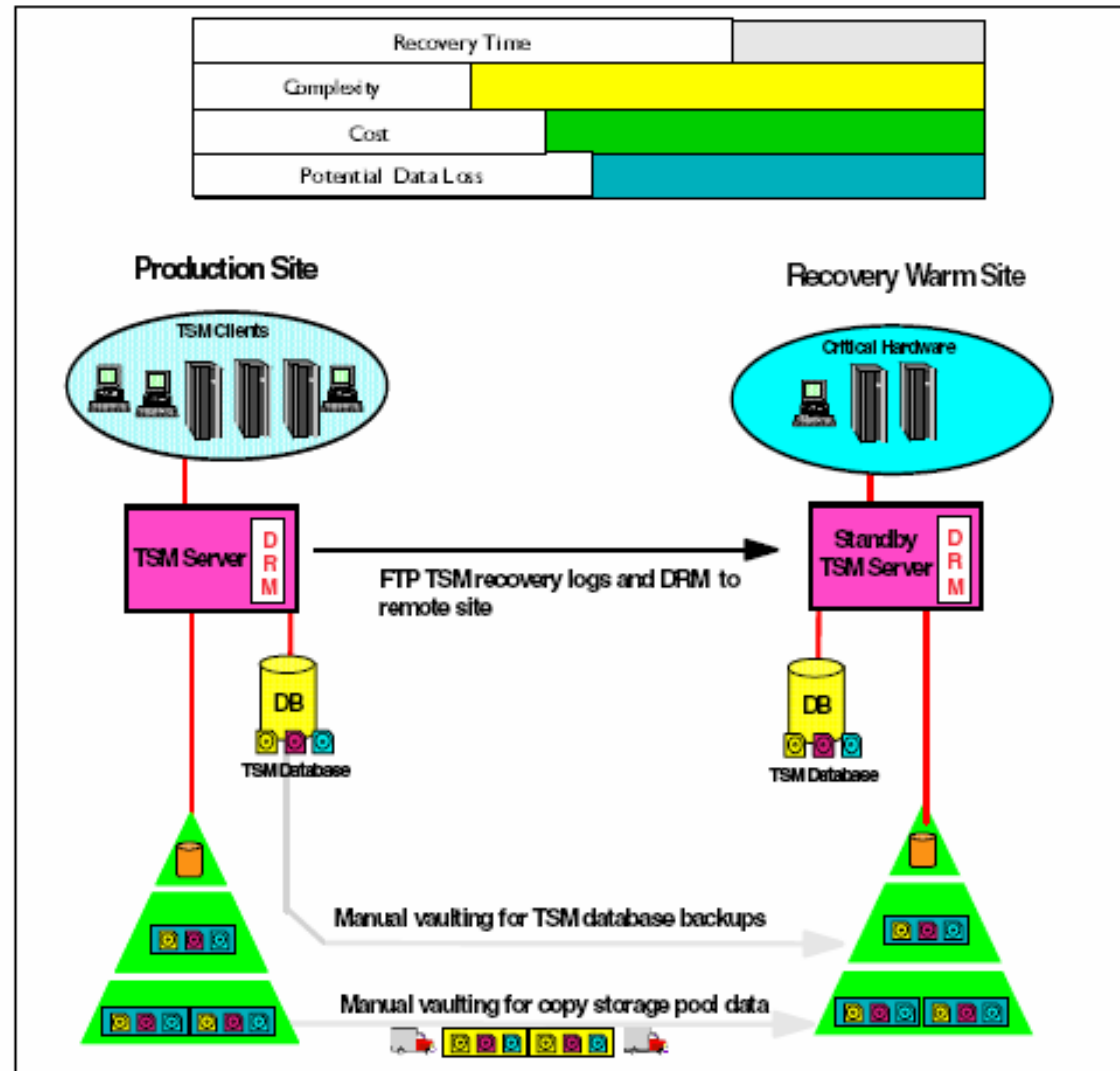 Recovery Time
Complexity
Cost
Potential Data Loss
Production Site
Recovery Warm Site
TSM Clients
Critical Hardware
TSM Server
D
R
M
Standby
TSM Server
D
R
M
FTP TSM recovery logs and DRM to
remote site
DB
TSM Database
DB
TSM Database
Manual vaulting for TSM database backups
Manual vaulting for copy storage pool data